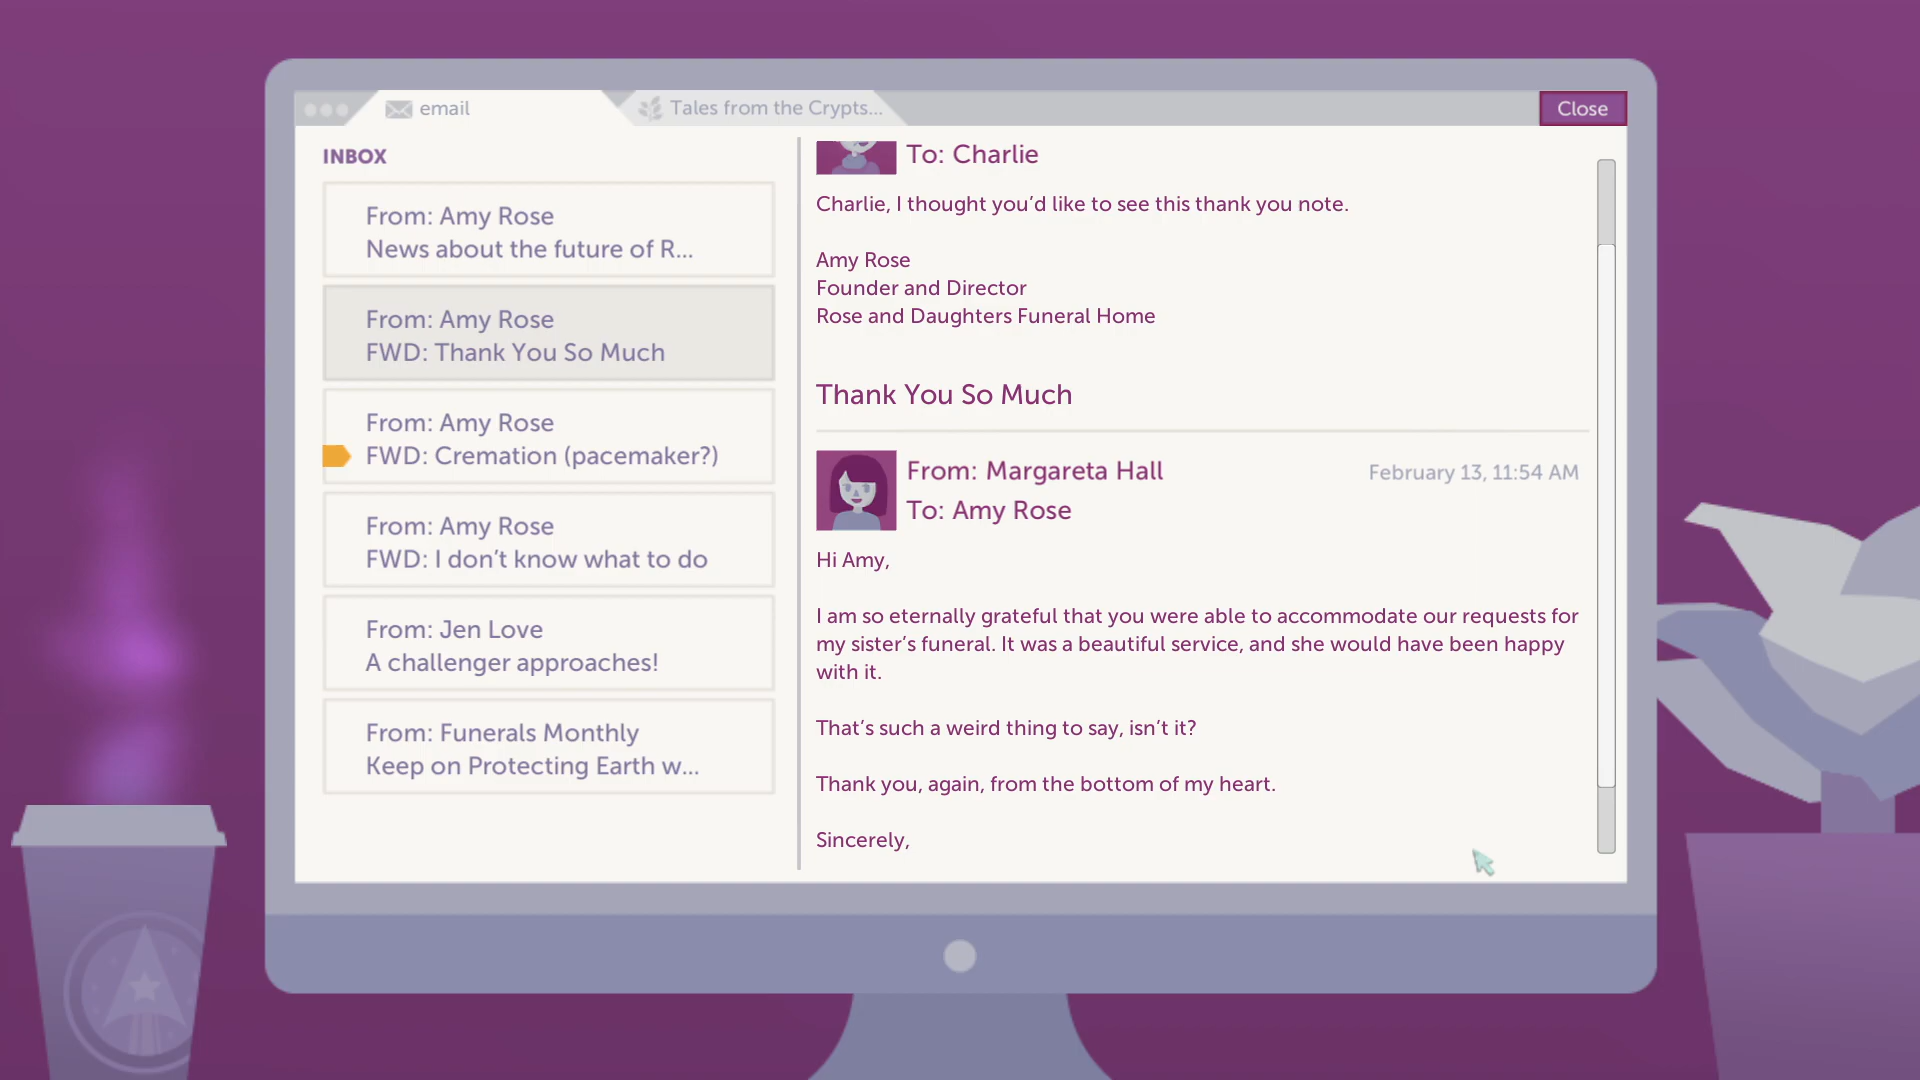 email
Tales from the Crypts...
Close
INBOX
From: Amy Rose
News about the future of R...
From: Amy Rose
FWD: Thank You So Much
From: Amy Rose
FWD: Cremation (pacemaker?)
From: Amy Rose
FWD: I don’t know what to do
From: Jen Love
A challenger approaches!
From: Funerals Monthly
Keep on Protecting Earth w...
To: Charlie
Charlie, I thought you’d like to see this thank you note.
Amy Rose
Founder and Director
Rose and Daughters Funeral Home
Thank You So Much
From: Margareta Hall
February 13, 11:54 AM
To: Amy Rose
Hi Amy,
I am so eternally grateful that you were able to accommodate our requests for
my sister’s funeral. It was a beautiful service, and she would have been happy
with it.
That’s such a weird thing to say, isn’t it?
Thank you, again, from the bottom of my heart.
Sincerely,